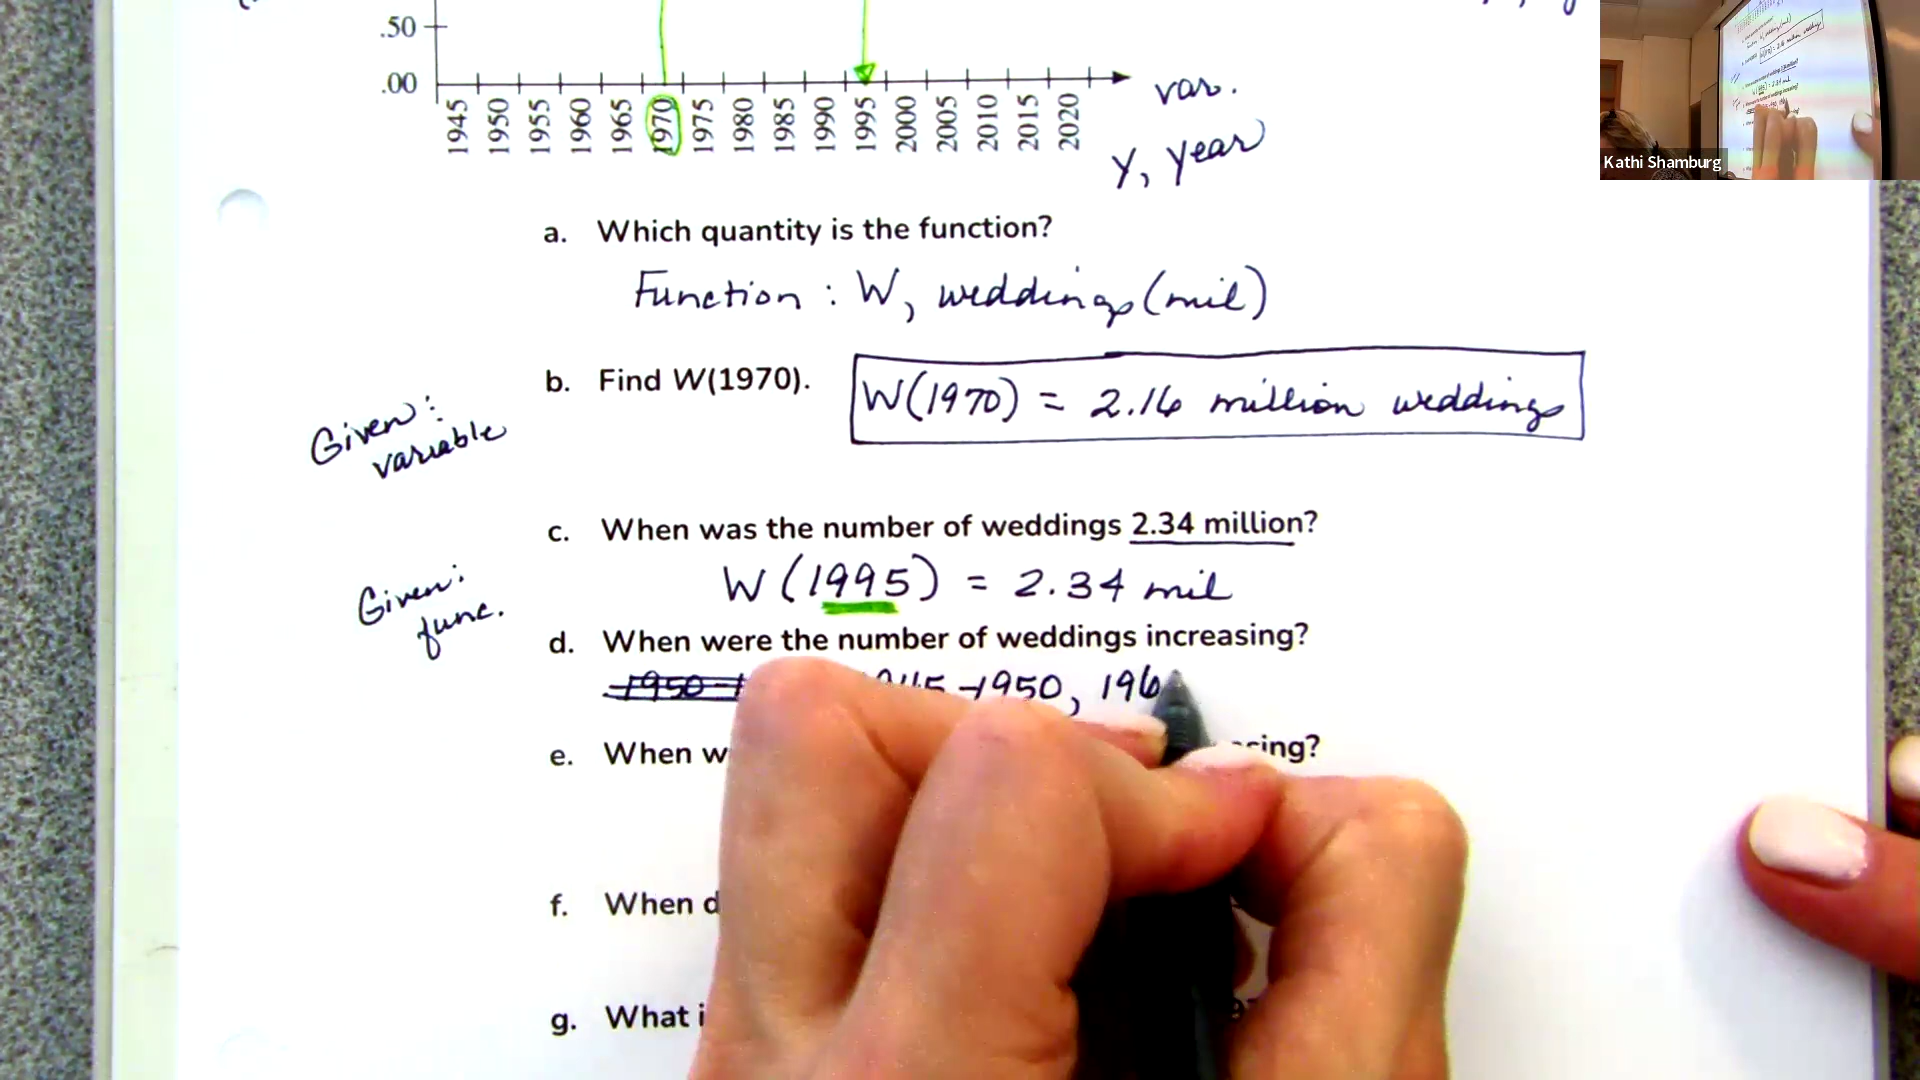 .50
.00
1945 1950 1955 1960 1965 1970 1975 1980 1985 1990 1995 2000 2005 2010 2015 2020
var.
Y, year
a. Which quantity is the function?
Function : W, weddings (mil)
b. Find W(1970).
W(1970) = 2.16 million weddings
Given:
variable
c. When was the number of weddings 2.34 million?
W(1995) = 2.34 mil
Given:
func.
d. When were the number of weddings increasing?
1950-1 -1950, 196
e. When
f. When
g. What
Kathi Shamburg